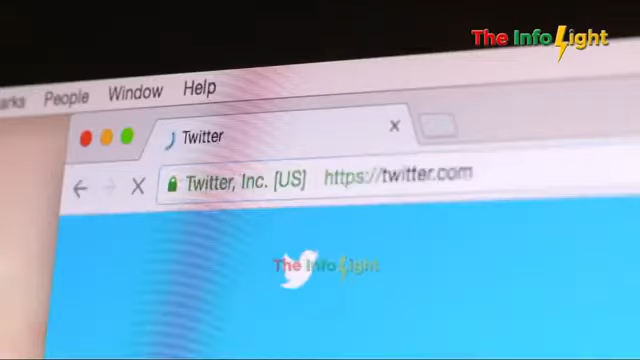 The InfoLight
arks People Window Help
Twitter
Twitter, Inc. [US] https://twitter.com
The InfoLight